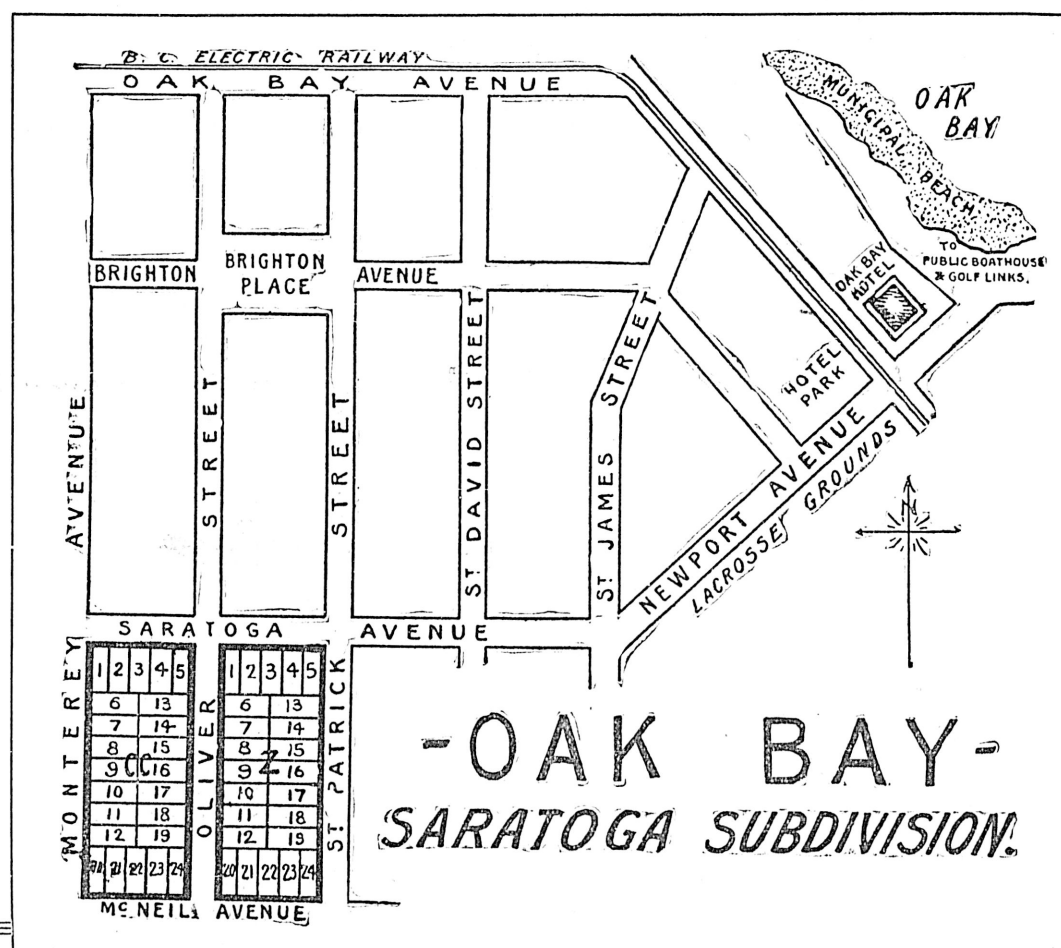 B. C. ELECTRIC RAILWAY
OAK BAY AVENUE
MUNICIPAL BEACH
OAK
BAY
TO
PUBLIC BOATHOUSE
& GOLF LINKS.
OAK BAY
HOTEL
BRIGHTON AVENUE
BRIGHTON
PLACE
HOTEL
PARK
ST DAVID STREET
ST JAMES STREET
NEWPORT AVENUE
LACROSSE GROUNDS
N
SARATOGA AVENUE
MONTEREY AVENUE
OLIVER STREET
ST PATRICK STREET
1 2 3 4 5
6 13
7 14
8 15
9 CC 16
10 17
11 18
12 19
20 21 22 23 24
1 2 3 4 5
6 13
7 14
8 15
9 Z 16
10 17
11 18
12 19
20 21 22 23 24
MC NEILL AVENUE
-OAK BAY-
SARATOGA SUBDIVISION.